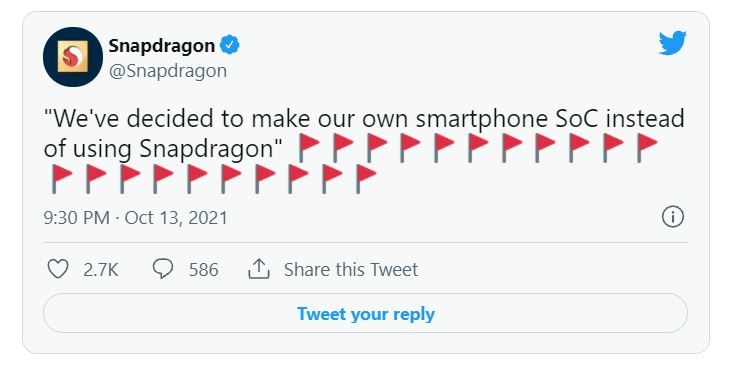 Snapdragon
@Snapdragon
"We've decided to make our own smartphone SoC instead
of using Snapdragon" 🚩🚩🚩🚩🚩🚩🚩🚩🚩🚩🚩
🚩🚩🚩🚩🚩🚩🚩🚩🚩🚩
9:30 PM · Oct 13, 2021
2.7K 586 Share this Tweet
Tweet your reply